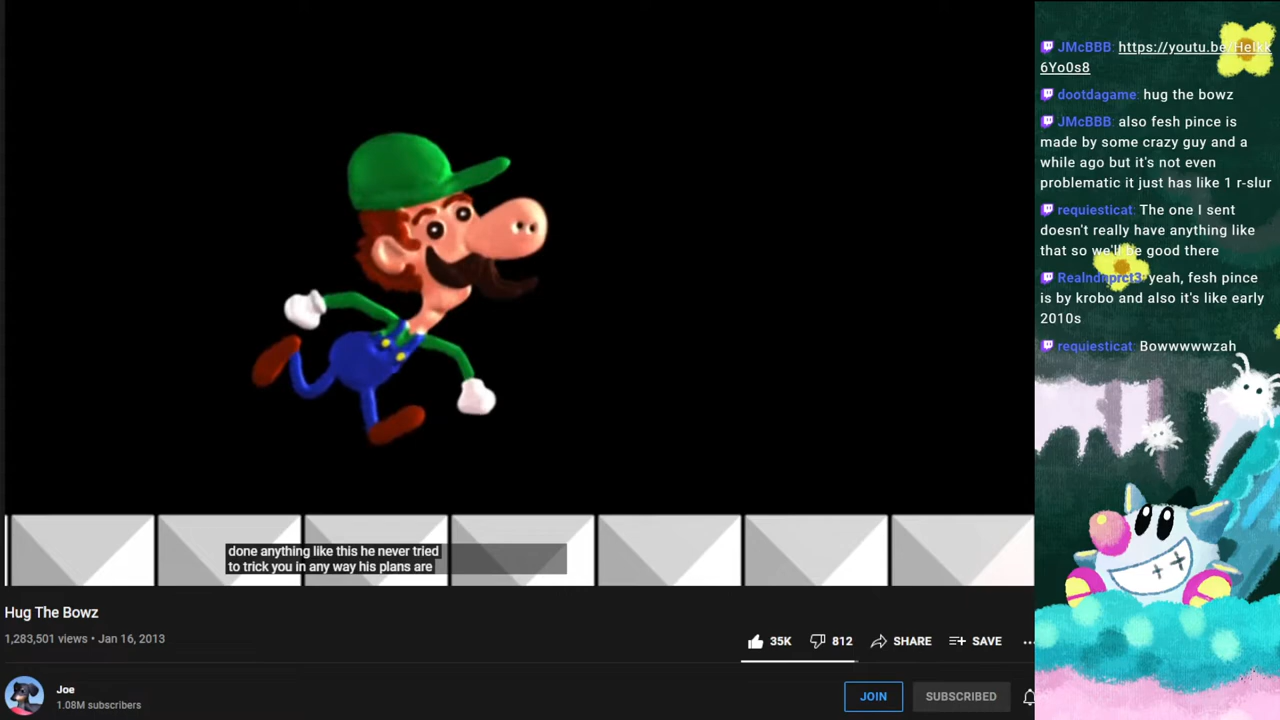 done anything like this he never tried
to trick you in any way his plans are
Hug The Bowz
1,283,501 views • Jan 16, 2013
35K
812
SHARE
SAVE
Joe
1.08M subscribers
JOIN
SUBSCRIBED
JMcBBB: https://youtu.be/HeIkk
6Yo0s8
dootdagame: hug the bowz
JMcBBB: also fesh pince is
made by some crazy guy and a
while ago but it's not even
problematic it just has like 1 r-slur
requiesticat: The one I sent
doesn't really have anything like
that so we'll be good there
yeah, fesh pince
is by krobo and also it's like early
2010s
requiesticat: Bowwwwwzah